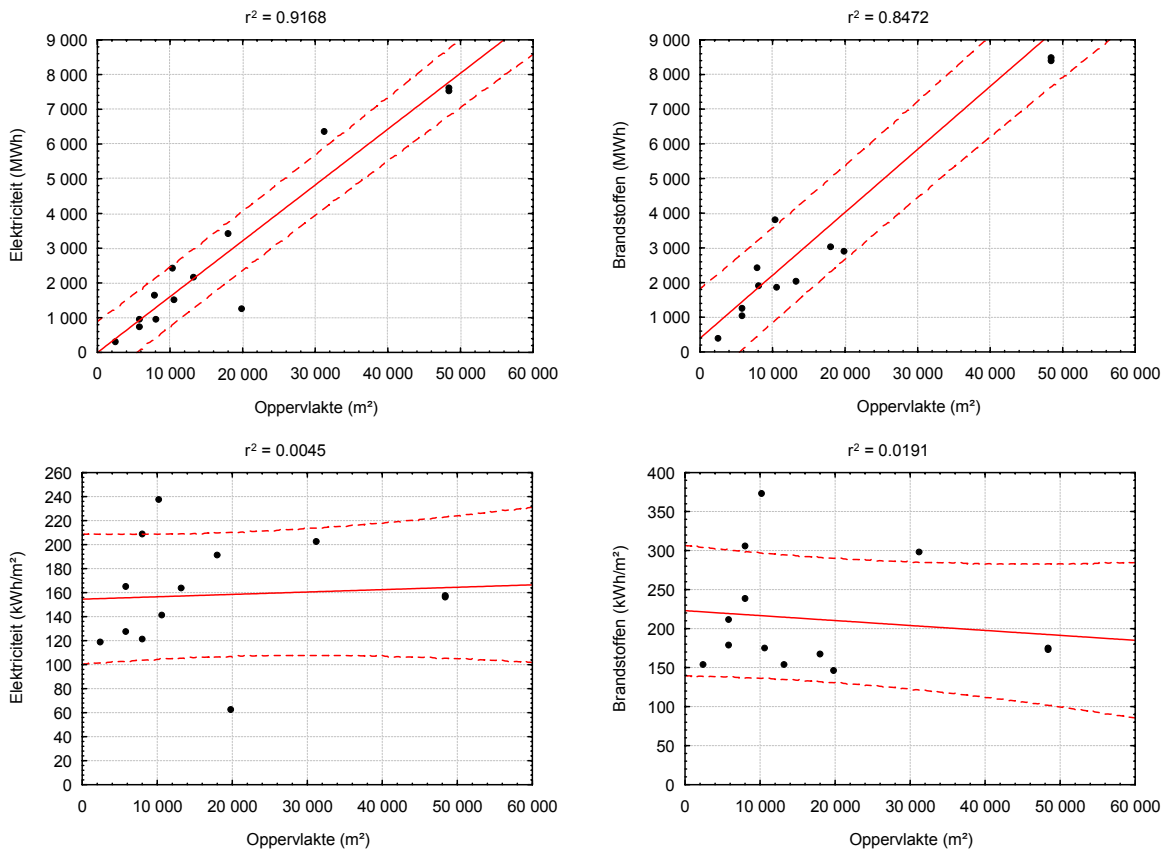 r² = 0.9168
9 000
8 000
7 000
6 000
5 000
4 000
3 000
2 000
1 000
0
Elektriciteit (MWh)
0 10 000 20 000 30 000 40 000 50 000 60 000
Oppervlakte (m²)
r² = 0.8472
9 000
8 000
7 000
6 000
5 000
4 000
3 000
2 000
1 000
0
Brandstoffen (MWh)
0 10 000 20 000 30 000 40 000 50 000 60 000
Oppervlakte (m²)
r² = 0.0045
260
240
220
200
180
160
140
120
100
80
60
40
20
0
Elektriciteit (kWh/m²)
0 10 000 20 000 30 000 40 000 50 000 60 000
Oppervlakte (m²)
r² = 0.0191
400
350
300
250
200
150
100
50
0
Brandstoffen (kWh/m²)
0 10 000 20 000 30 000 40 000 50 000 60 000
Oppervlakte (m²)